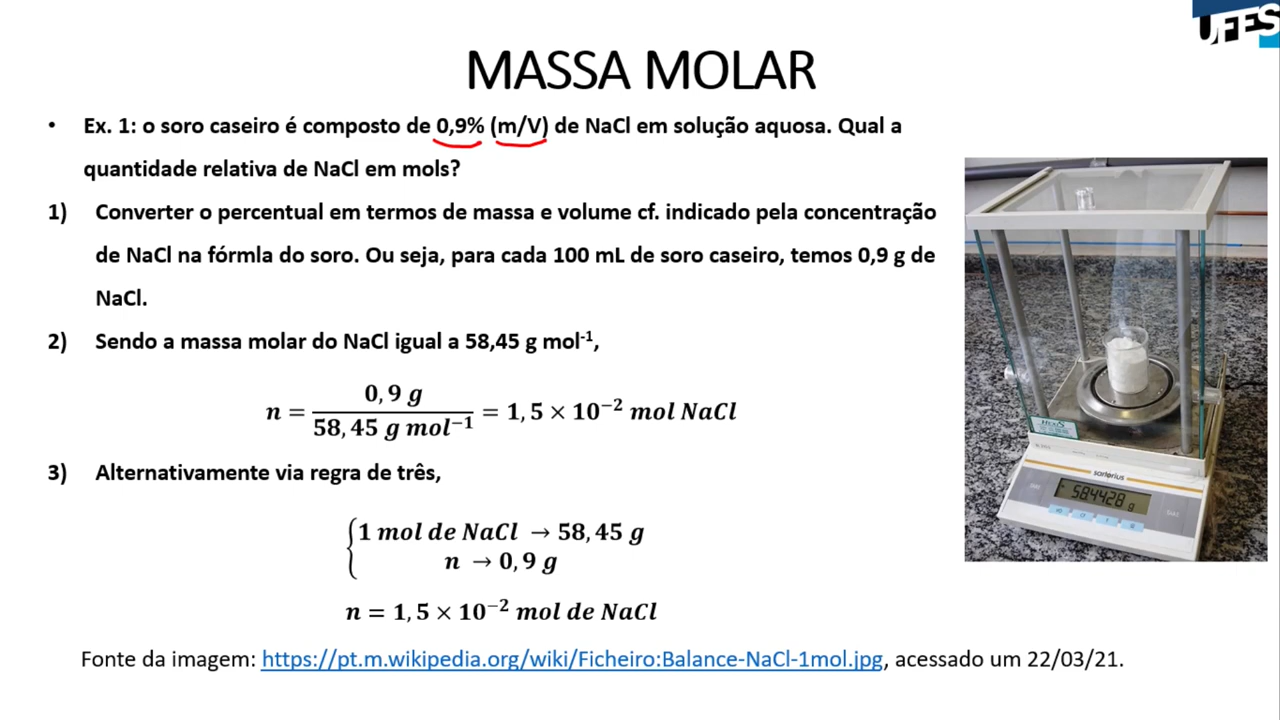 UFES
MASSA MOLAR
• Ex. 1: o soro caseiro é composto de 0,9% (m/V) de NaCl em solução aquosa. Qual a
quantidade relativa de NaCl em mols?
1) Converter o percentual em termos de massa e volume cf. indicado pela concentração
de NaCl na fórmla do soro. Ou seja, para cada 100 mL de soro caseiro, temos 0,9 g de
NaCl.
2) Sendo a massa molar do NaCl igual a 58,45 g mol⁻¹,
n = 0,9 g / 58,45 g mol⁻¹ = 1,5 × 10⁻² mol NaCl
3) Alternativamente via regra de três,
{1 mol de NaCl → 58,45 g
n → 0,9 g
n = 1,5 × 10⁻² mol de NaCl
sartorius
58.4428 g
Fonte da imagem: https://pt.m.wikipedia.org/wiki/Ficheiro:Balance-NaCl-1mol.jpg, acessado um 22/03/21.